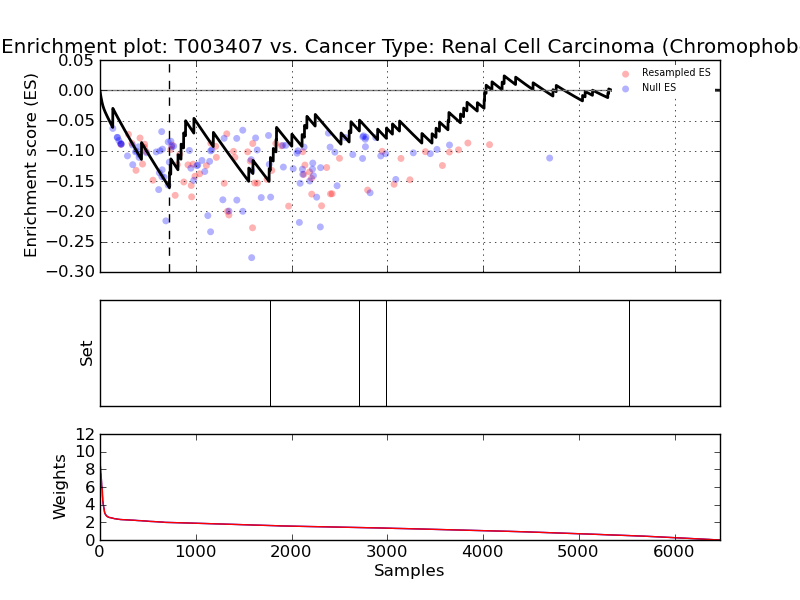 Enrichment plot: T003407 vs. Cancer Type: Renal Cell Carcinoma (Chromophob
0.05
0.00
−0.05
−0.10
−0.15
−0.20
−0.25
−0.30
Enrichment score (ES)
Resampled ES
Null ES
Set
12
10
8
6
4
2
0
Weights
0 1000 2000 3000 4000 5000 6000
Samples